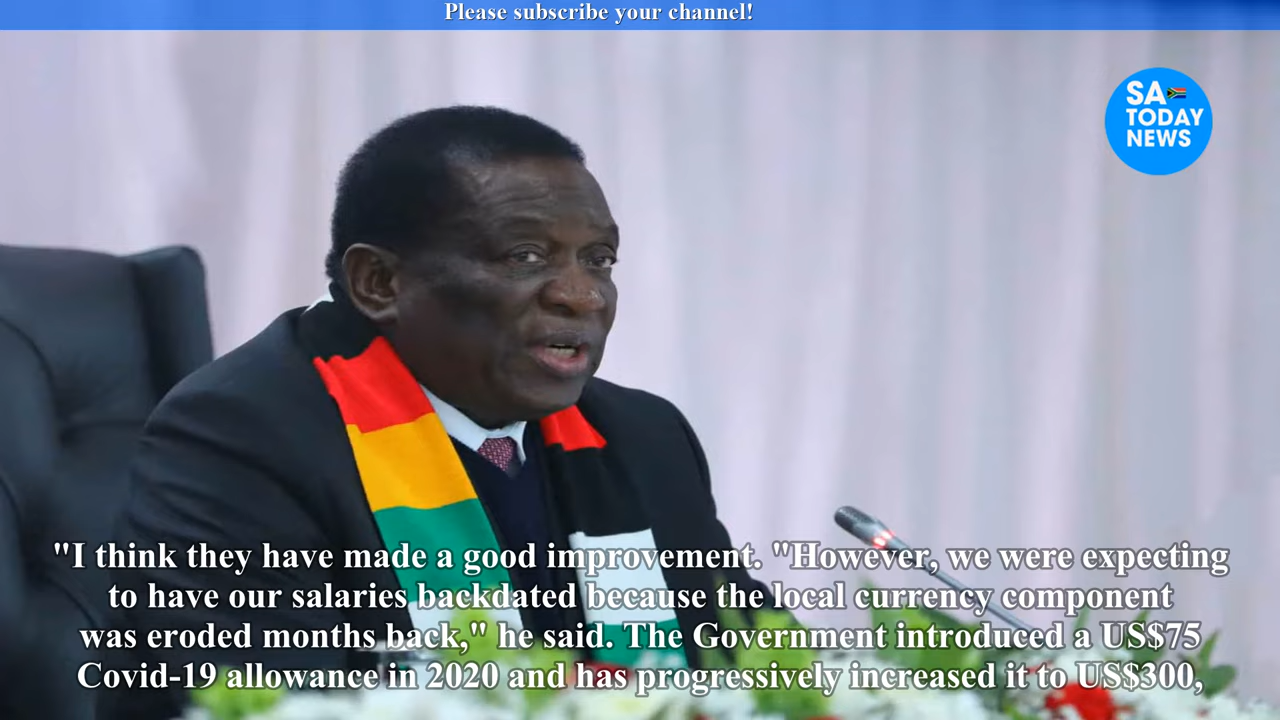 Please subscribe your channel!
SA
TODAY
NEWS
"I think they have made a good improvement. "However, we were expecting
to have our salaries backdated because the local currency component
was eroded months back," he said. The Government introduced a US$75
Covid-19 allowance in 2020 and has progressively increased it to US$300,